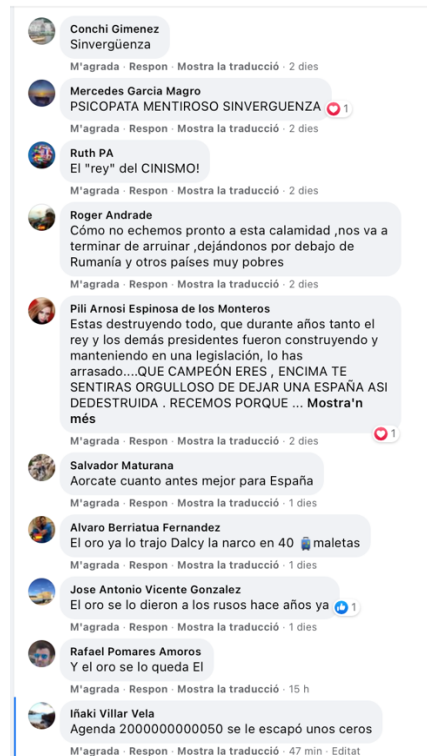 Conchi Gimenez
Sinvergüenza
M'agrada · Respon · Mostra la traducció · 2 dies
Mercedes Garcia Magro
PSICOPATA MENTIROSO SINVERGUENZA
1
M'agrada · Respon · Mostra la traducció · 2 dies
Ruth PA
El "rey" del CINISMO!
M'agrada · Respon · Mostra la traducció · 2 dies
Roger Andrade
Cómo no echemos pronto a esta calamidad ,nos va a
terminar de arruinar ,dejándonos por debajo de
Rumanía y otros países muy pobres
M'agrada · Respon · Mostra la traducció · 2 dies
Pili Arnosi Espinosa de los Monteros
Estas destruyendo todo, que durante años tanto el
rey y los demás presidentes fueron construyendo y
manteniendo en una legislación, lo has
arrasado....QUE CAMPEÓN ERES , ENCIMA TE
SENTIRAS ORGULLOSO DE DEJAR UNA ESPAÑA ASI
DEDESTRUIDA . RECEMOS PORQUE ... Mostra'n
més
1
M'agrada · Respon · Mostra la traducció · 2 dies
Salvador Maturana
Aorcate cuanto antes mejor para España
M'agrada · Respon · Mostra la traducció · 1 dies
Alvaro Berriatua Fernandez
El oro ya lo trajo Dalcy la narco en 40 🧳maletas
M'agrada · Respon · Mostra la traducció · 1 dies
Jose Antonio Vicente Gonzalez
El oro se lo dieron a los rusos hace años ya
1
M'agrada · Respon · Mostra la traducció · 1 dies
Rafael Pomares Amoros
Y el oro se lo queda El
M'agrada · Respon · Mostra la traducció · 15 h
Iñaki Villar Vela
Agenda 2000000000050 se le escapó unos ceros
M'agrada · Respon · Mostra la traducció · 47 min · Editat